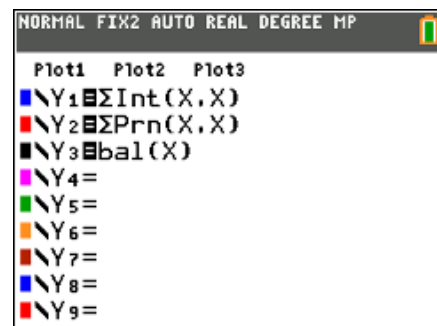 NORMAL FIX2 AUTO REAL DEGREE MP
Plot1 Plot2 Plot3
\Y₁=ΣInt(X,X)
\Y₂=ΣPrn(X,X)
\Y₃=bal(X)
\Y₄=
\Y₅=
\Y₆=
\Y₇=
\Y₈=
\Y₉=